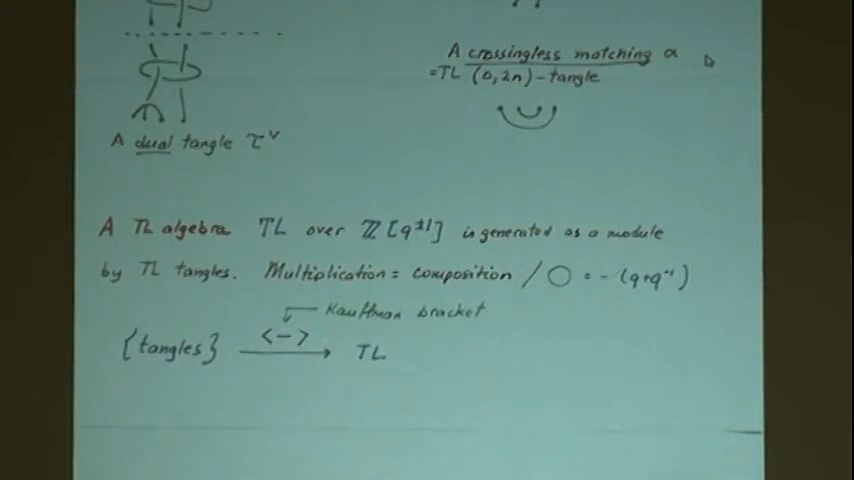 A crossingless matching α
=TL (0, 2n) - tangle
A dual tangle τ^∨
A TL algebra TL over ℤ[q^±1] is generated as a module
by TL tangles. Multiplication = composition / ◯ = - (q+q^-1)
Kauffman bracket
{tangles} <-> TL